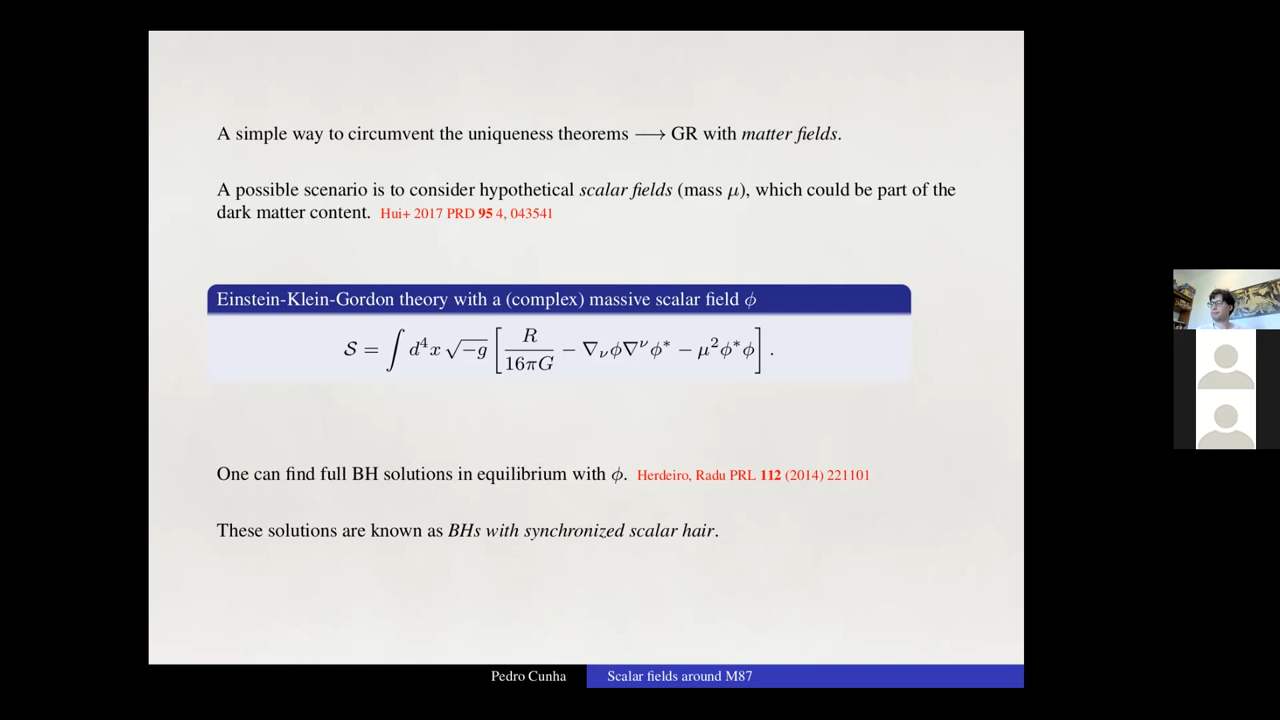 A simple way to circumvent the uniqueness theorems ⟶ GR with matter fields.
A possible scenario is to consider hypothetical scalar fields (mass μ), which could be part of the
dark matter content. Hui+ 2017 PRD 95 4, 043541
Einstein-Klein-Gordon theory with a (complex) massive scalar field ϕ
𝒮 = ∫ d⁴x √−g [ R / 16πG − ∇_ν ϕ ∇^ν ϕ* − μ² ϕ* ϕ ] .
One can find full BH solutions in equilibrium with ϕ. Herdeiro, Radu PRL 112 (2014) 221101
These solutions are known as BHs with synchronized scalar hair.
Pedro Cunha Scalar fields around M87